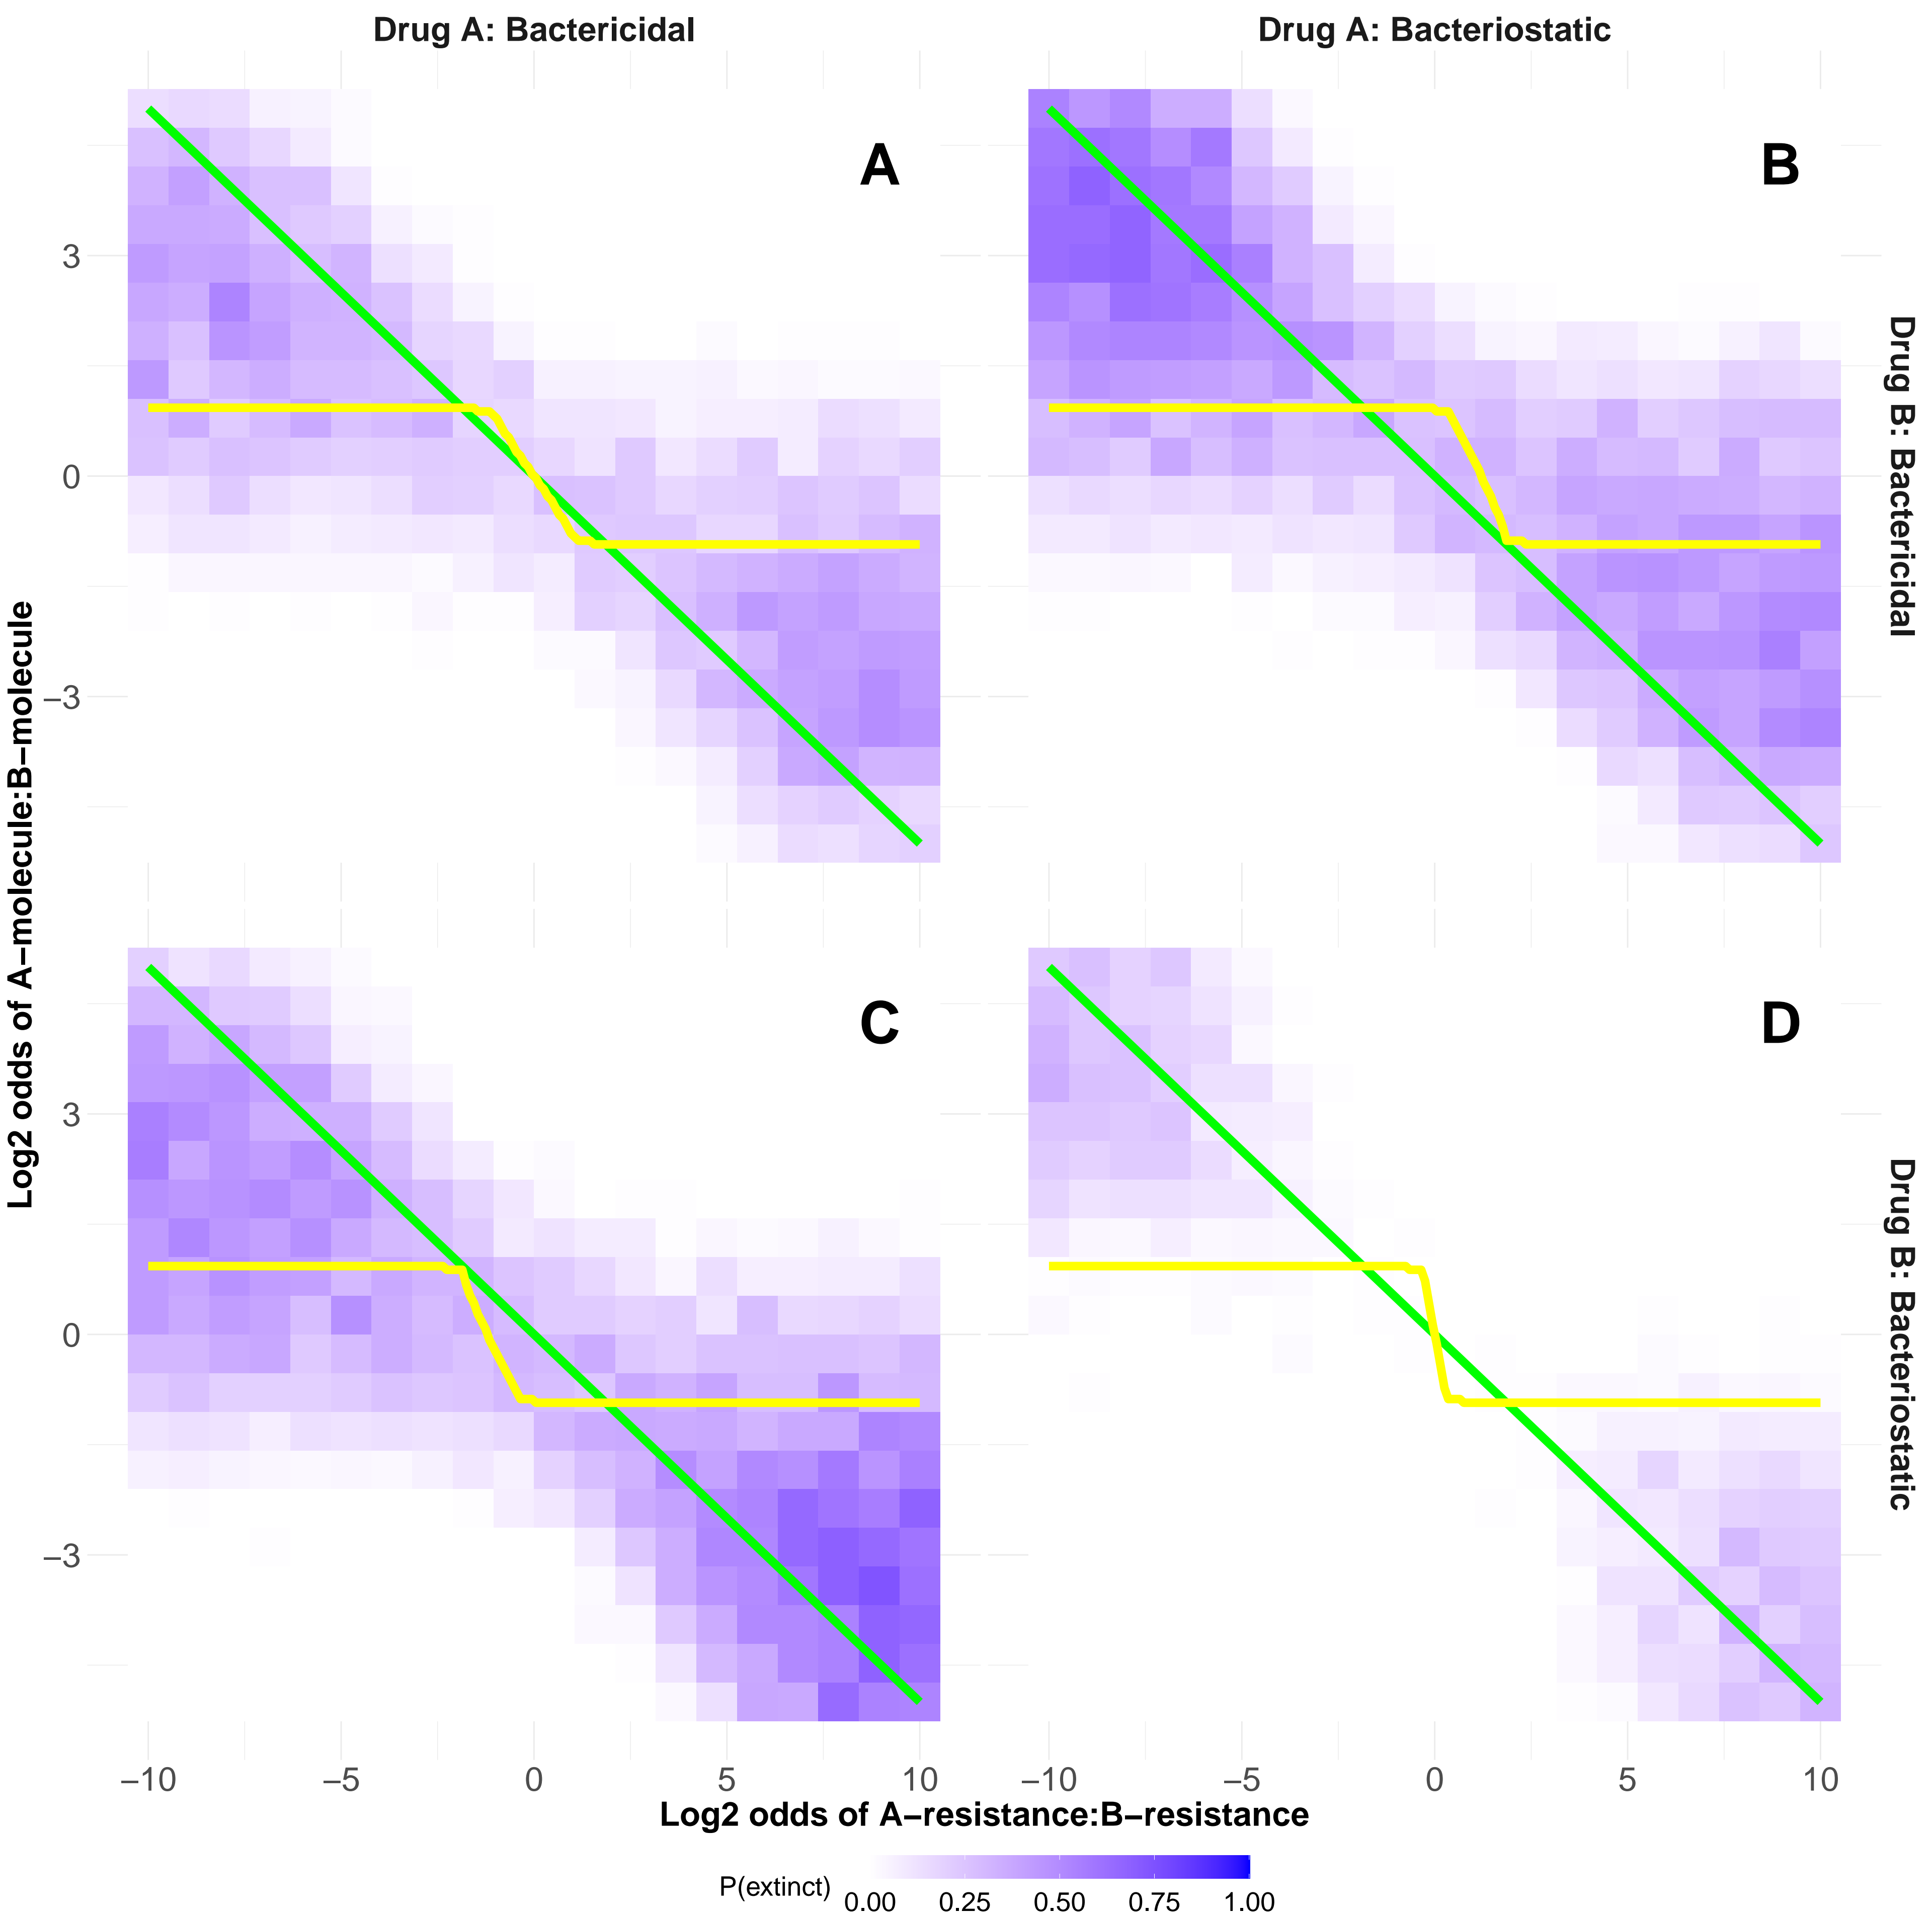 Drug A: Bactericidal
Drug A: Bacteriostatic
A
B
3
0
−3
Drug B: Bactericidal
Log2 odds of A−molecule:B−molecule
C
D
3
0
−3
Drug B: Bacteriostatic
−10 −5 0 5 10
−10 −5 0 5 10
Log2 odds of A−resistance:B−resistance
P(extinct)
0.00 0.25 0.50 0.75 1.00